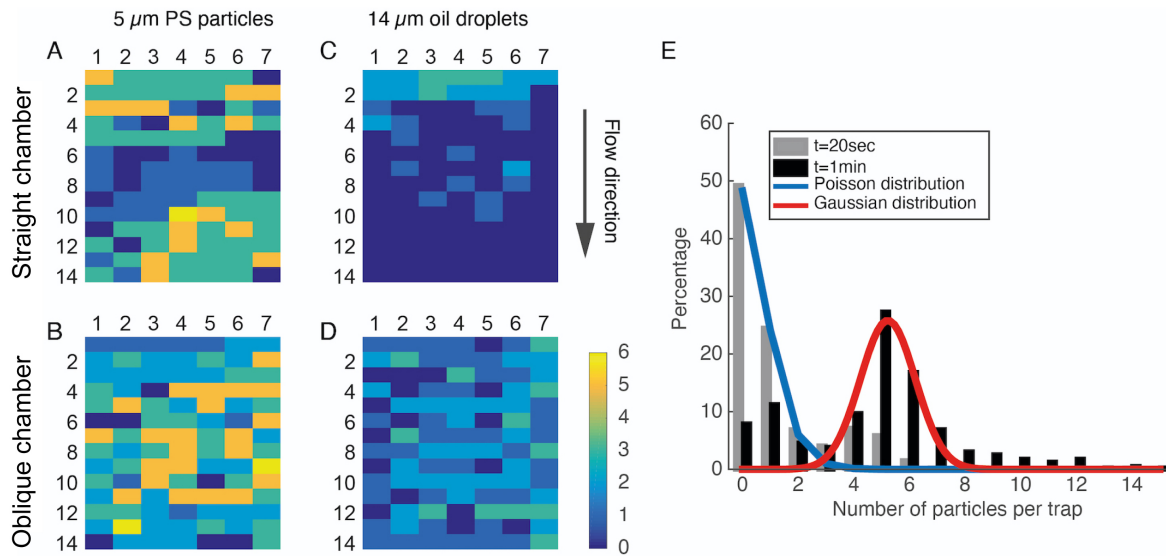 5 µm PS particles
14 µm oil droplets
A
1 2 3 4 5 6 7
2
4
6
8
10
12
14
Straight chamber
C
1 2 3 4 5 6 7
2
4
6
8
10
12
14
Flow direction
B
1 2 3 4 5 6 7
2
4
6
8
10
12
14
Oblique chamber
D
1 2 3 4 5 6 7
2
4
6
8
10
12
14
6
5
4
3
2
1
0
E
60
50
40
30
20
10
0
Percentage
t=20sec
t=1min
Poisson distribution
Gaussian distribution
0 2 4 6 8 10 12 14
Number of particles per trap